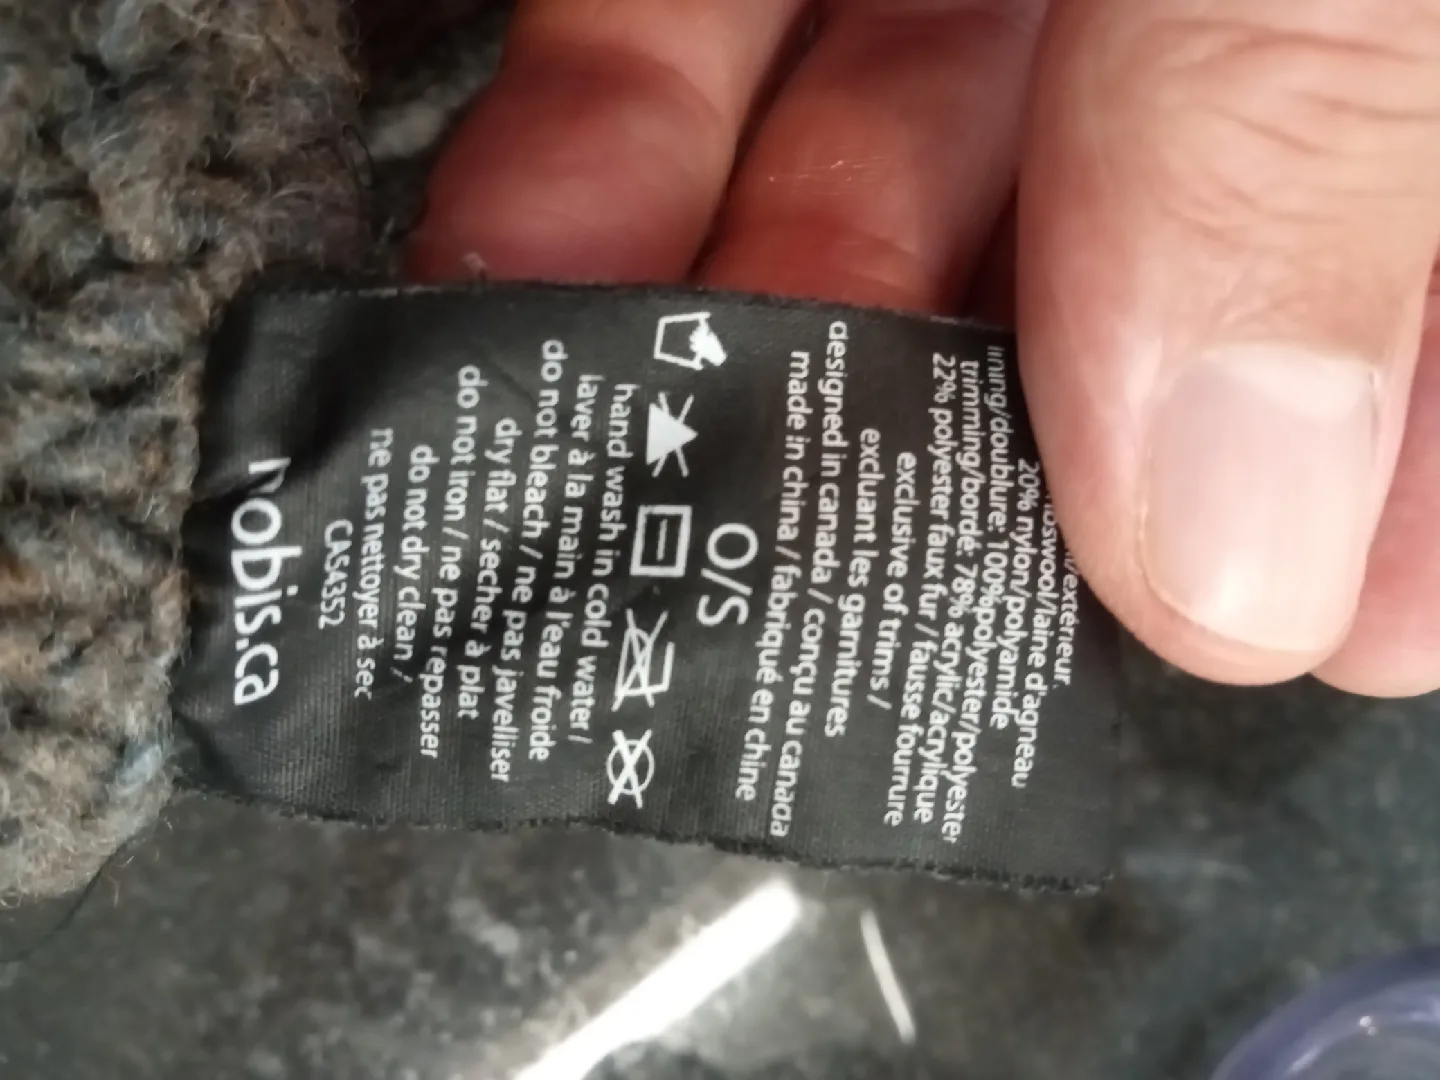 20% nylon/polyamide
lining/doublure: 100%polyester/polyester
trimming/bordé: 78% acrylic/acrylique
22% polyester faux fur / fausse fourrure
exclusive of trims /
excluant les garnitures
designed in canada / conçu au canada
made in china / fabriqué en chine
O/S
hand wash in cold water /
laver à la main à l'eau froide
do not bleach / ne pas javelliser
dry flat / secher à plat
do not iron / ne pas repasser
do not dry clean /
ne pas nettoyer à sec
CA54352
nobis.ca